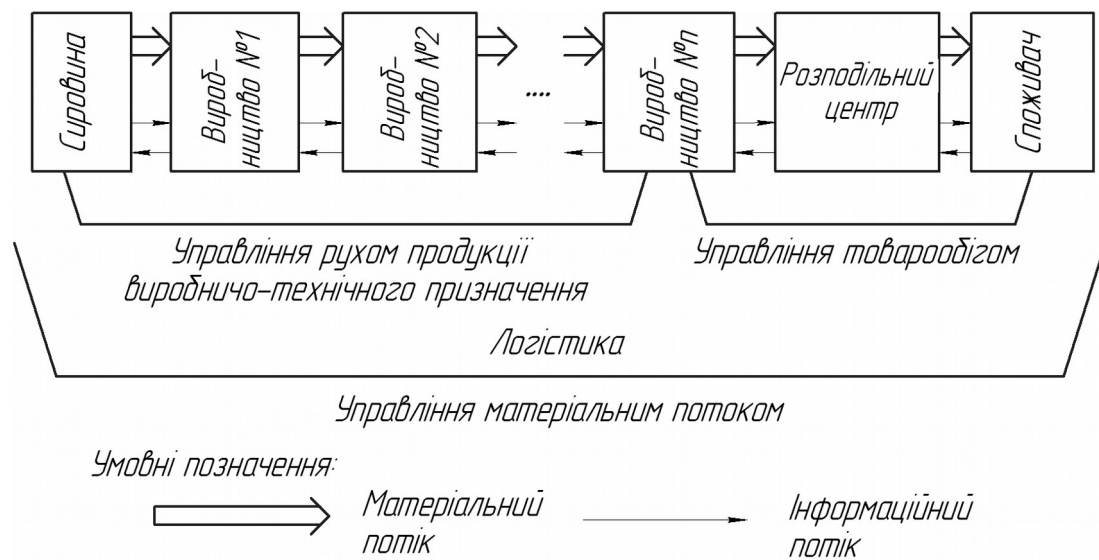 Сировина
Вироб-
ництво №1
Вироб-
ництво №2
....
Вироб-
ництво №n
Розподільний
центр
Споживач
Управління рухом продукції
виробничо-технічного призначення
Управління товарообігом
Логістика
Управління матеріальним потоком
Умовні позначення:
Матеріальний
потік
Інформаційний
потік